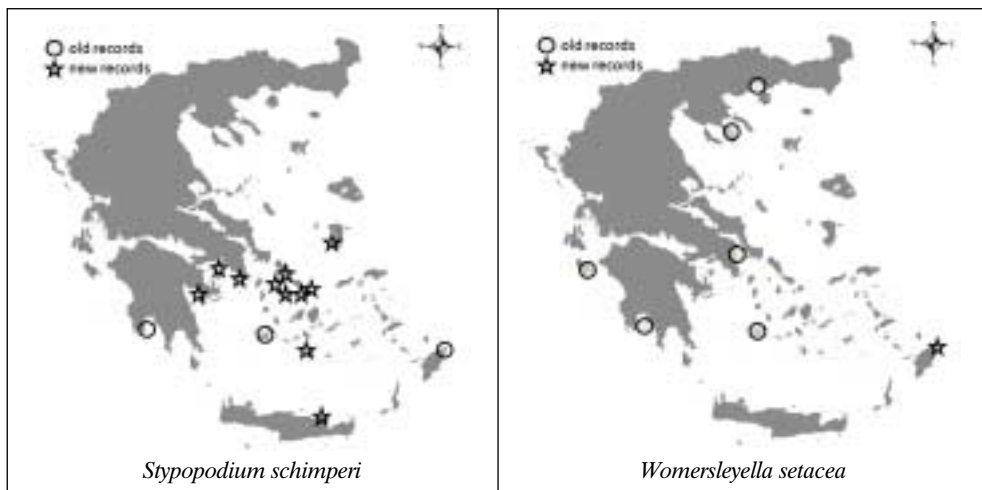 old records
new records
old records
new records
Stypopodium schimperi
Womersleyella setacea